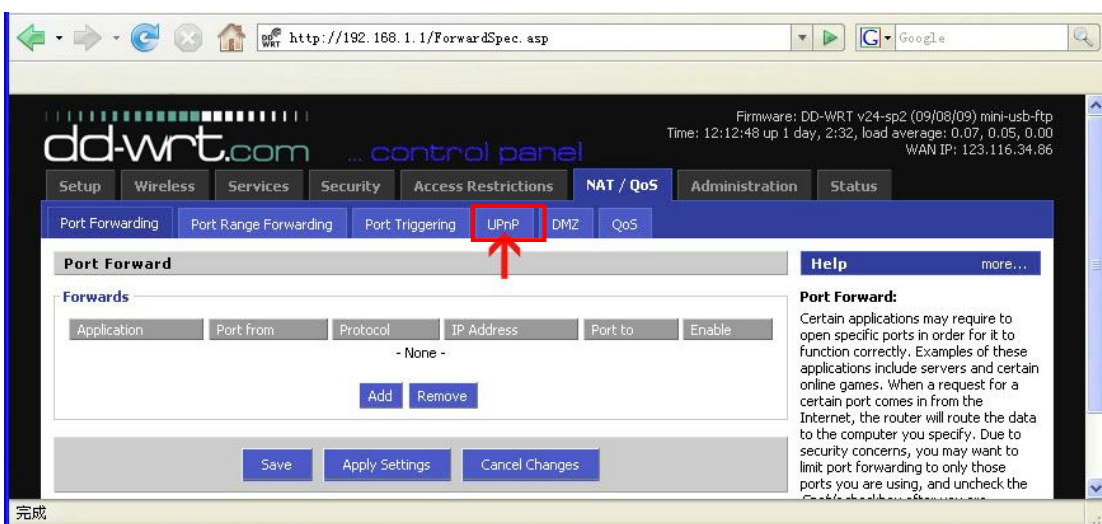 http://192.168.1.1/ForwardSpec.asp
Google
dd-wrt.com ... control panel
Firmware: DD-WRT v24-sp2 (09/08/09) mini-usb-ftp
Time: 12:12:48 up 1 day, 2:32, load average: 0.07, 0.05, 0.00
WAN IP: 123.116.34.86
Setup Wireless Services Security Access Restrictions NAT / QoS Administration Status
Port Forwarding Port Range Forwarding Port Triggering UPnP DMZ QoS
Port Forward
Forwards
Application Port from Protocol IP Address Port to Enable
- None -
Add Remove
Save Apply Settings Cancel Changes
Help more...
Port Forward:
Certain applications may require to
open specific ports in order for it to
function correctly. Examples of these
applications include servers and certain
online games. When a request for a
certain port comes in from the
Internet, the router will route the data
to the computer you specify. Due to
security concerns, you may want to
limit port forwarding to only those
ports you are using, and uncheck the
完成